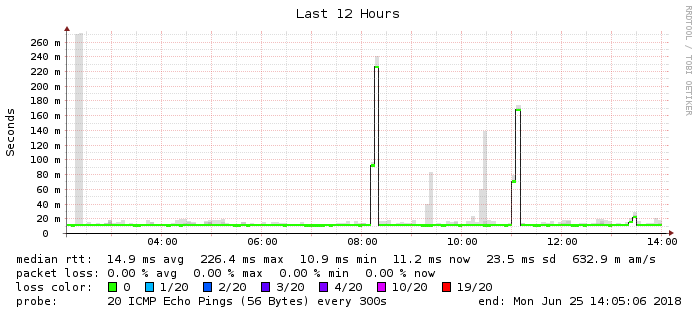 Last 12 Hours
RRDTOOL / TOBI OETIKER
Seconds
260 m
240 m
220 m
200 m
180 m
160 m
140 m
120 m
100 m
80 m
60 m
40 m
20 m
0
04:00 06:00 08:00 10:00 12:00 14:00
median rtt: 14.9 ms avg 226.4 ms max 10.9 ms min 11.2 ms now 23.5 ms sd 632.9 m am/s
packet loss: 0.00 % avg 0.00 % max 0.00 % min 0.00 % now
loss color: 0 1/20 2/20 3/20 4/20 10/20 19/20
probe: 20 ICMP Echo Pings (56 Bytes) every 300s end: Mon Jun 25 14:05:06 2018